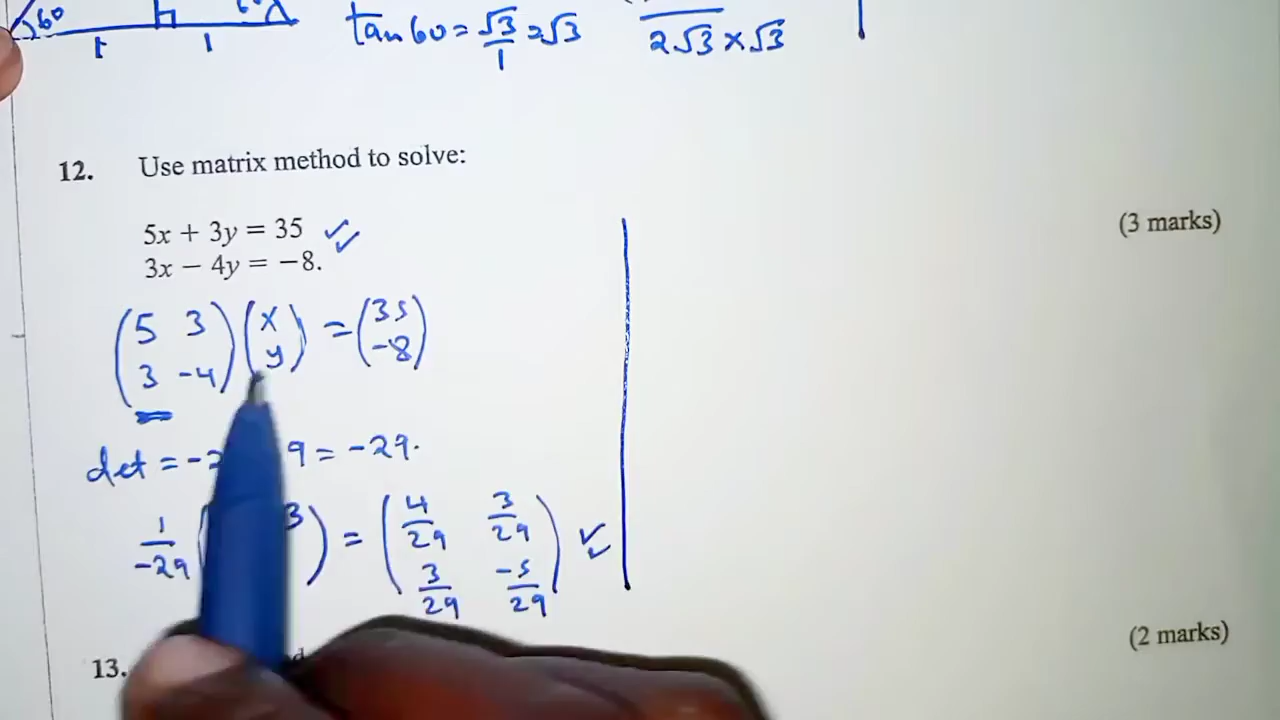 60
1 1
tan 60 = √3/1 = √3
2√3 × √3
12. Use matrix method to solve:
(3 marks)
5x + 3y = 35 ✓✓
3x − 4y = −8.
(5 3) (x) = (35)
(3 -4) (y) (-8)
det = - 9 = -29.
1/-29 ( 3 ) = (4/29 3/29) ✓✓
(3/29 -5/29)
(2 marks)
13.